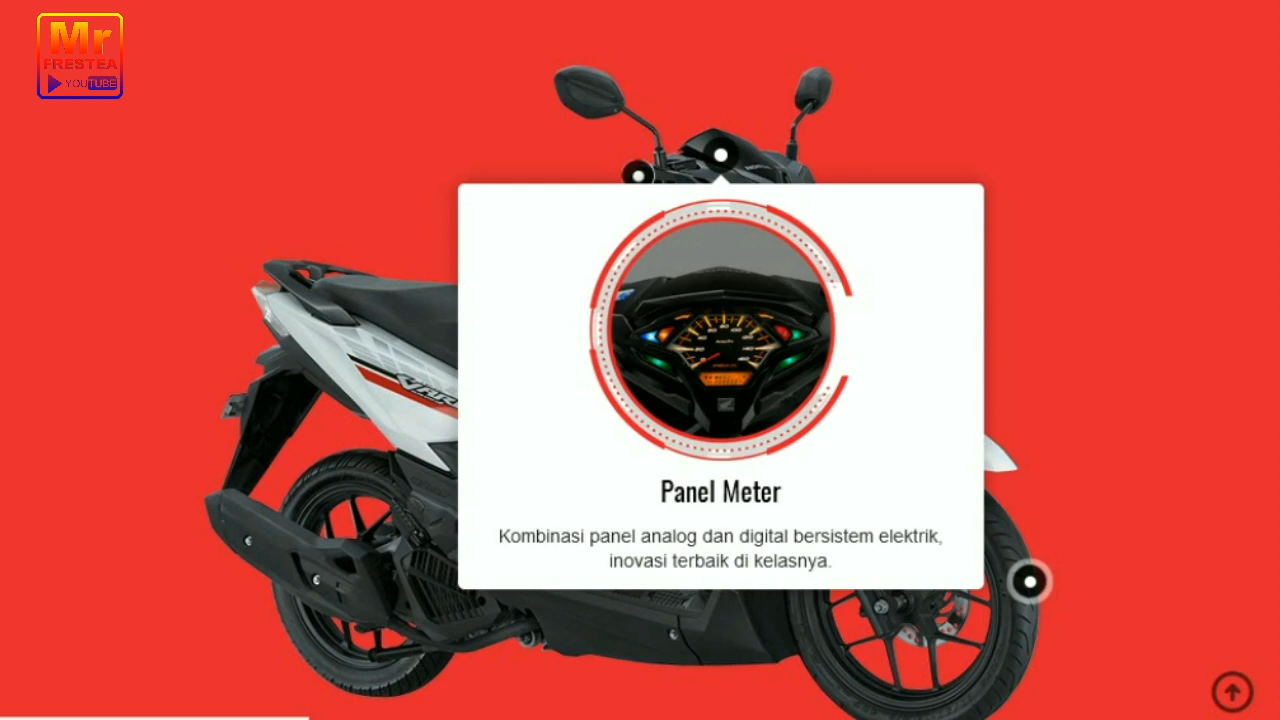 Mr
FRESTEA
YOUTUBE
Panel Meter
Kombinasi panel analog dan digital bersistem elektrik,
inovasi terbaik di kelasnya.